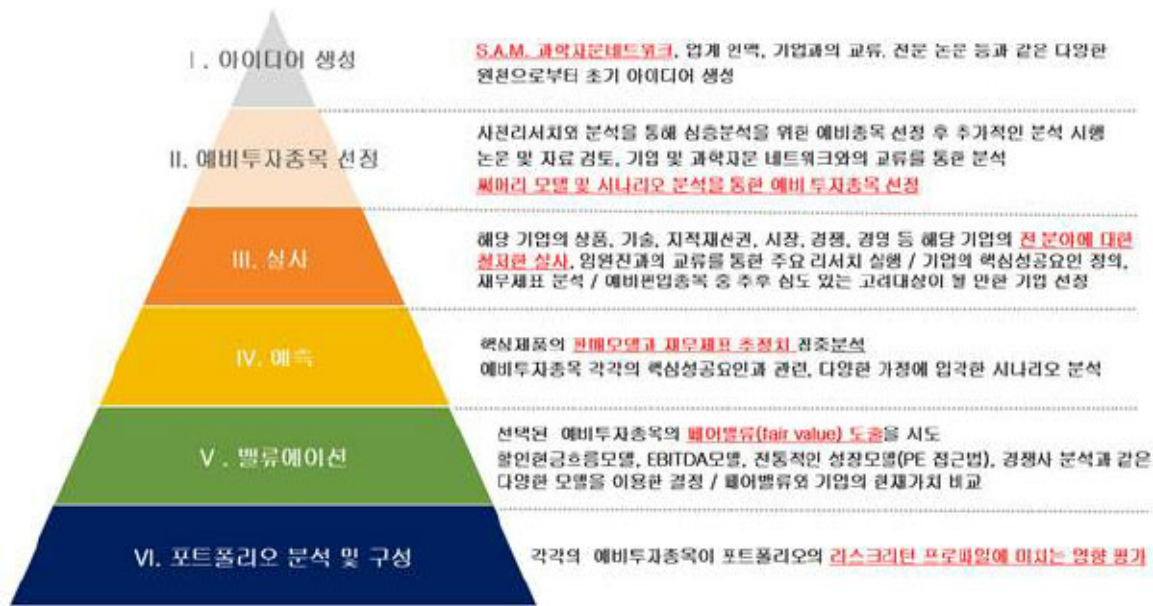 I. 아이디어 생성
S.A.M. 과학자문네트워크, 업계 인맥, 기업과의 교류, 전문 논문 등과 같은 다양한
원천으로부터 초기 아이디어 생성
II. 예비투자종목 선정
사전리서치와 분석을 통해 심층분석을 위한 예비종목 선정 후 추가적인 분석 시행
논문 및 자료 검토, 기업 및 과학자문 네트워크와의 교류를 통한 분석
써머리 모델 및 시나리오 분석을 통한 예비 투자종목 선정
III. 실사
해당 기업의 상품, 기술, 지적재산권, 시장, 경쟁, 경영 등 해당 기업의 전 분야에 대한
철저한 실사, 임원진과의 교류를 통한 주요 리서치 실행 / 기업의 핵심성공요인 정의,
재무제표 분석 / 예비편입종목 중 추후 심도 있는 고려대상이 될 만한 기업 선정
IV. 예측
핵심제품의 판매모델과 재무제표 추정치 집중분석
예비투자종목 각각의 핵심성공요인과 관련, 다양한 가정에 입각한 시나리오 분석
V. 밸류에이션
선택된 예비투자종목의 페어밸류(fair value) 도출을 시도
할인현금흐름모델, EBITDA모델, 전통적인 성장모델(PE 접근법), 경쟁사 분석과 같은
다양한 모델을 이용한 결정 / 페어밸류와 기업의 현재가치 비교
VI. 포트폴리오 분석 및 구성
각각의 예비투자종목이 포트폴리오의 리스크리턴 프로파일에 미치는 영향 평가